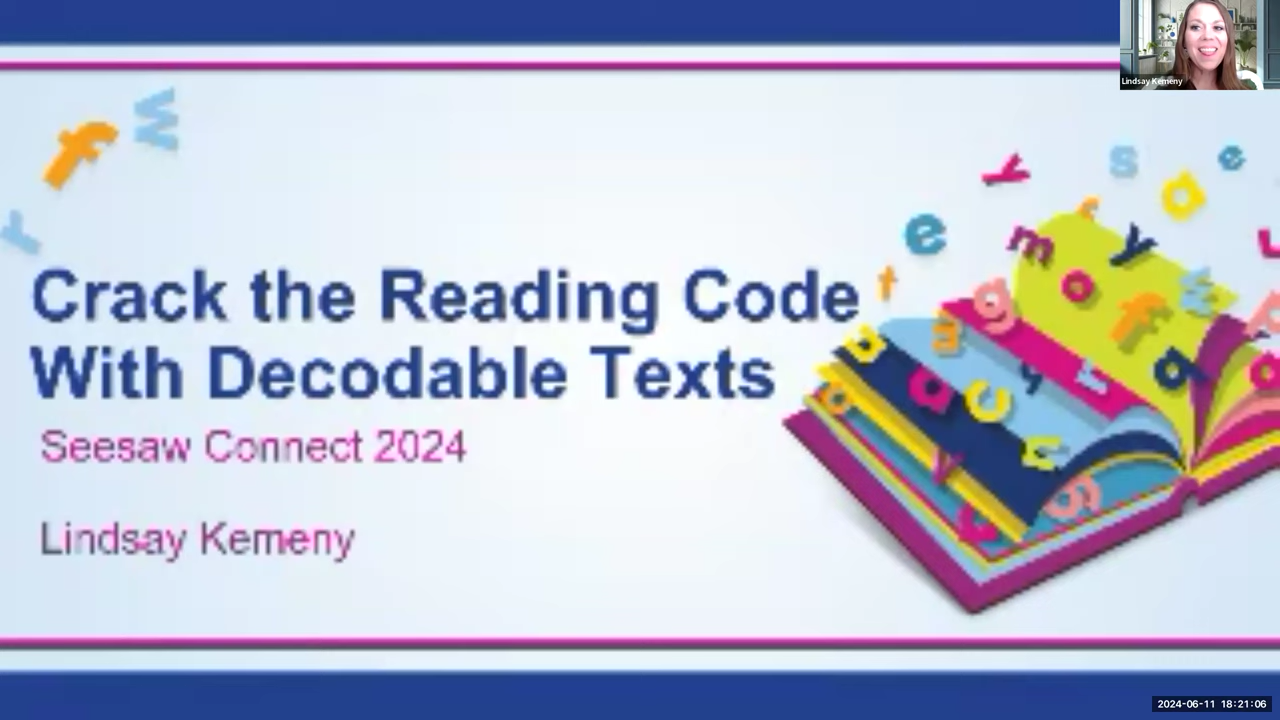 Lindsay Kemeny
Crack the Reading Code
With Decodable Texts
Seesaw Connect 2024
Lindsay Kemeny
2024-06-11 18:21:06